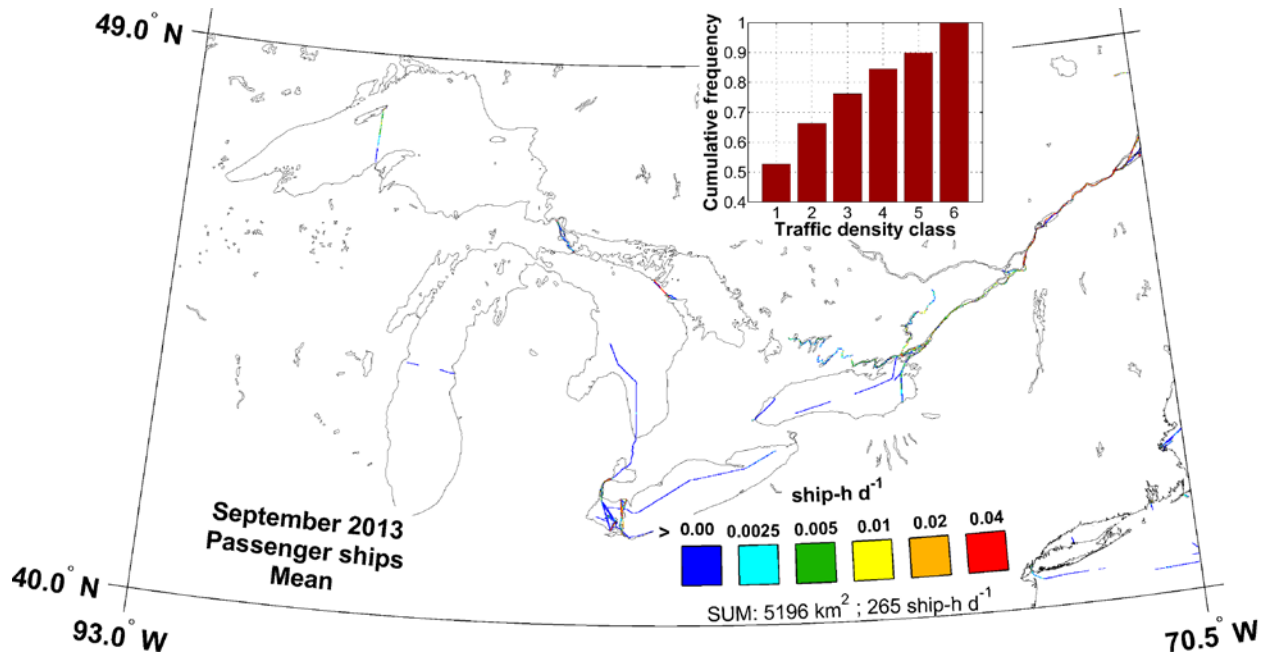 49.0° N
1
0.9
0.8
0.7
0.6
0.5
0.4
Cumulative frequency
1 2 3 4 5 6
Traffic density class
September 2013
Passenger ships
Mean
ship-h d⁻¹
> 0.00 0.0025 0.005 0.01 0.02 0.04
SUM: 5196 km² ; 265 ship-h d⁻¹
40.0° N
93.0° W
70.5° W